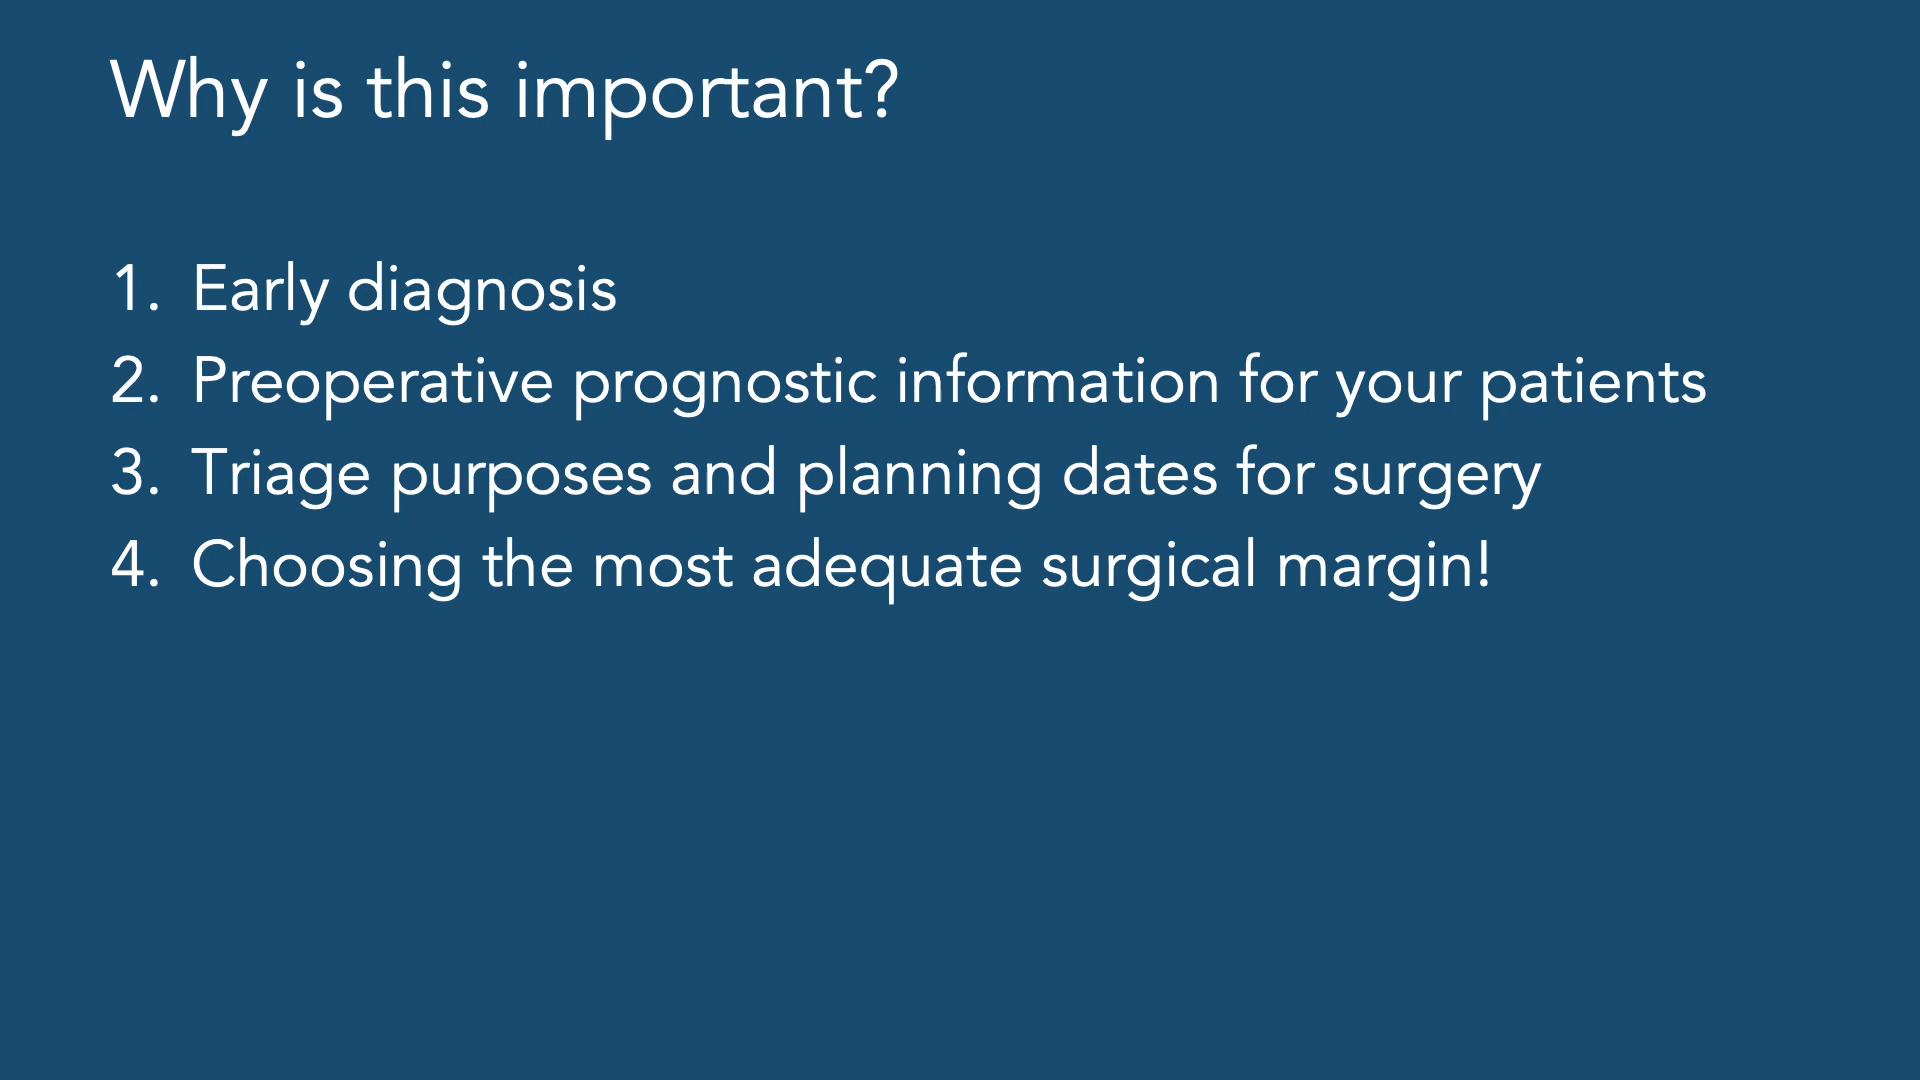 Why is this important?
1. Early diagnosis
2. Preoperative prognostic information for your patients
3. Triage purposes and planning dates for surgery
4. Choosing the most adequate surgical margin!